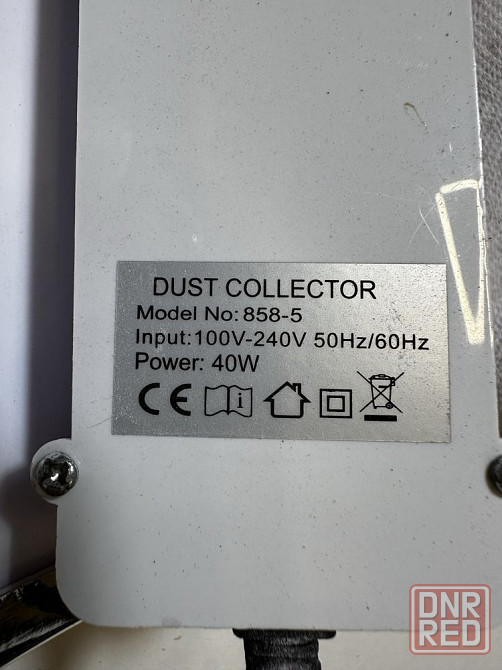 DUST COLLECTOR
Model No: 858-5
Input:100V-240V 50Hz/60Hz
Power: 40W
CE
DNR
RED